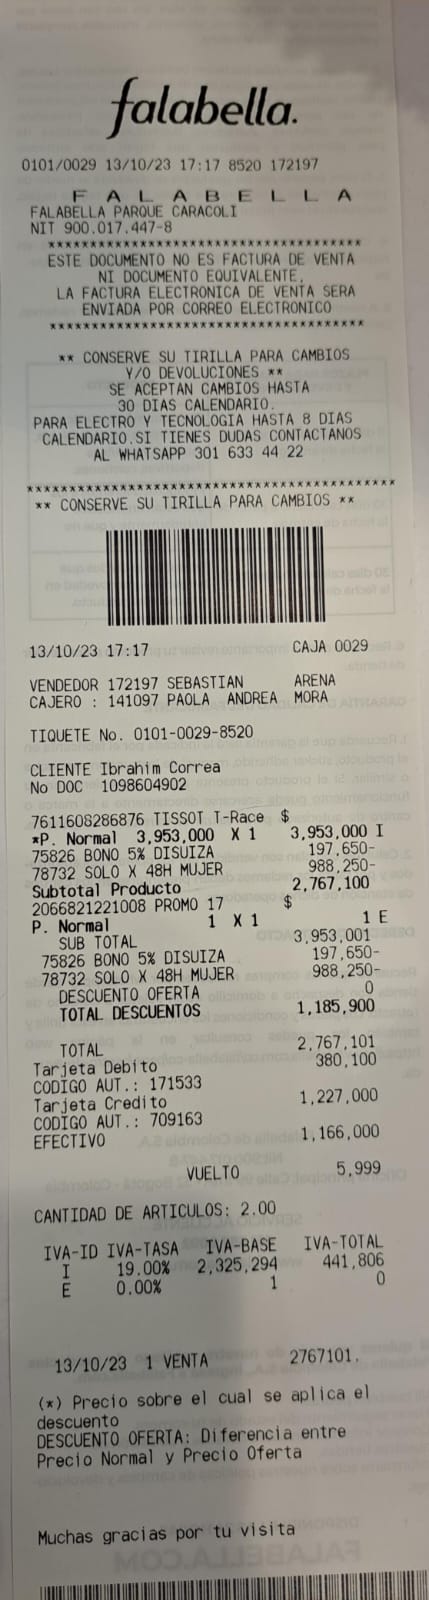 falabella.
0101/0029 13/10/23 17:17 8520 172197
F A L A B E L L A
FALABELLA PARQUE CARACOLI
NIT 900.017.447-8
****************************************
ESTE DOCUMENTO NO ES FACTURA DE VENTA
NI DOCUMENTO EQUIVALENTE,
LA FACTURA ELECTRONICA DE VENTA SERA
ENVIADA POR CORREO ELECTRONICO
****************************************
** CONSERVE SU TIRILLA PARA CAMBIOS
Y/O DEVOLUCIONES **
SE ACEPTAN CAMBIOS HASTA
30 DIAS CALENDARIO.
PARA ELECTRO Y TECNOLOGIA HASTA 8 DIAS
CALENDARIO.SI TIENES DUDAS CONTACTANOS
AL WHATSAPP 301 633 44 22
****************************************
** CONSERVE SU TIRILLA PARA CAMBIOS **
13/10/23 17:17 CAJA 0029
VENDEDOR 172197 SEBASTIAN ARENA
CAJERO : 141097 PAOLA ANDREA MORA
TIQUETE No. 0101-0029-8520
CLIENTE Ibrahim Correa
No DOC 1098604902
7611608286876 TISSOT T-Race $
*P. Normal 3,953,000 X 1 3,953,000 I
75826 BONO 5% DISUIZA 197,650-
78732 SOLO X 48H MUJER 988,250-
Subtotal Producto 2,767,100
2066821221008 PROMO 17 $
P. Normal 1 X 1 1 E
SUB TOTAL 3,953,001
75826 BONO 5% DISUIZA 197,650-
78732 SOLO X 48H MUJER 988,250-
DESCUENTO OFERTA 0
TOTAL DESCUENTOS 1,185,900
TOTAL 2,767,101
Tarjeta Debito 380,100
CODIGO AUT.: 171533
Tarjeta Credito 1,227,000
CODIGO AUT.: 709163
EFECTIVO 1,166,000
VUELTO 5,999
CANTIDAD DE ARTICULOS: 2.00
IVA-ID IVA-TASA IVA-BASE IVA-TOTAL
I 19.00% 2,325,294 441,806
E 0.00% 1 0
13/10/23 1 VENTA 2767101.
(*) Precio sobre el cual se aplica el
descuento
DESCUENTO OFERTA: Diferencia entre
Precio Normal y Precio Oferta
Muchas gracias por tu visita